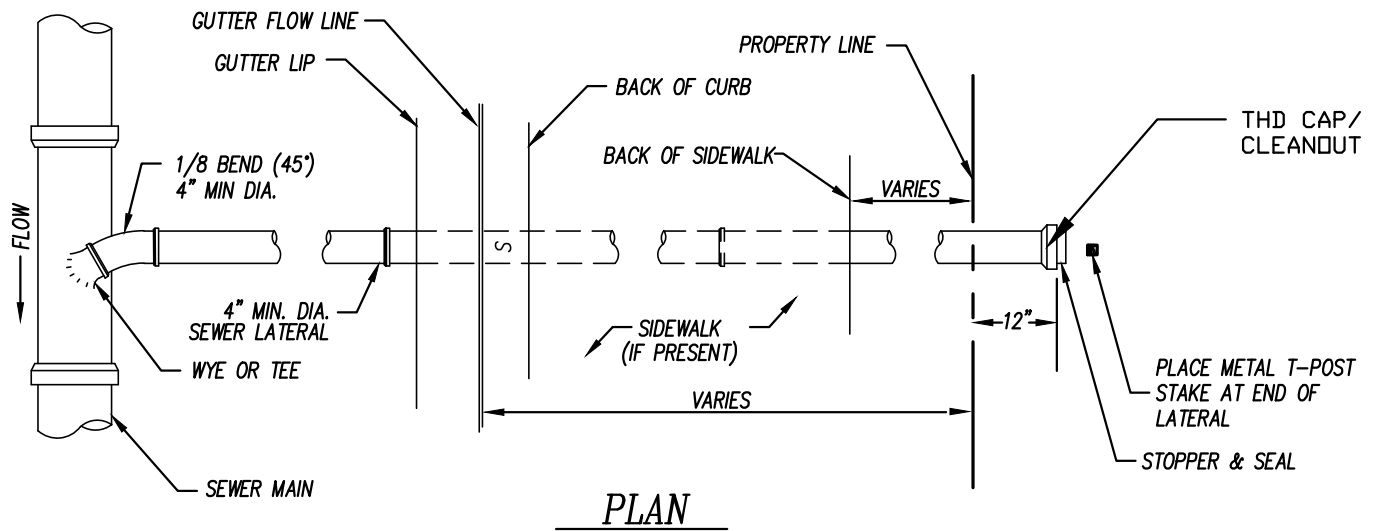 GUTTER FLOW LINE
GUTTER LIP
PROPERTY LINE
BACK OF CURB
THD CAP/
CLEANOUT
1/8 BEND (45°)
4" MIN DIA.
BACK OF SIDEWALK
VARIES
FLOW
S
4" MIN. DIA.
SEWER LATERAL
SIDEWALK
(IF PRESENT)
12"
WYE OR TEE
PLACE METAL T-POST
STAKE AT END OF
LATERAL
VARIES
STOPPER & SEAL
SEWER MAIN
PLAN